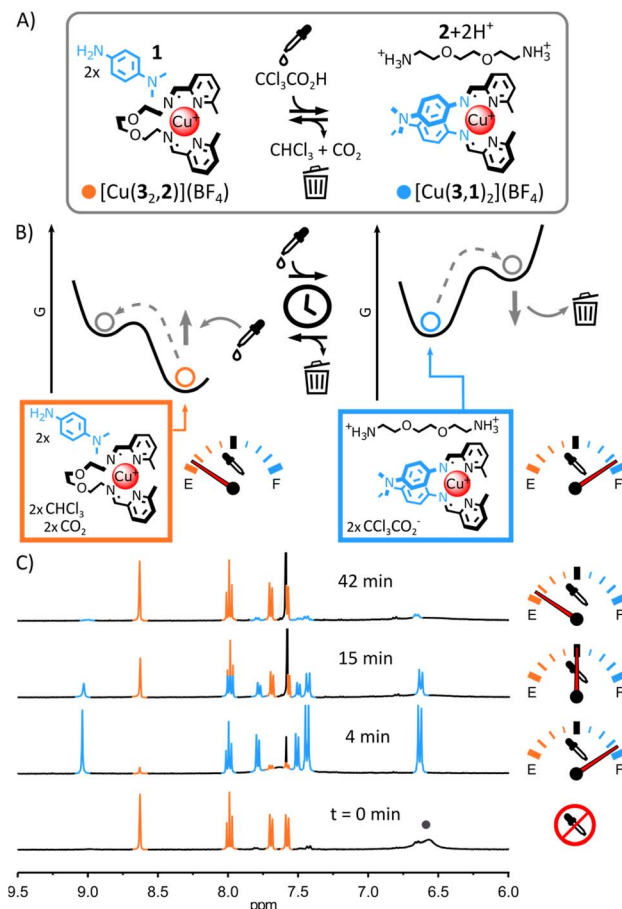 A)
H₂N
1
2x
N
N
N
N
N
O
O
Cu⁺
[Cu(3₂,2)](BF₄)
CCl₃CO₂H
CHCl₃ + CO₂
2+2H⁺
⁺H₃N
O
O
NH₃⁺
N
N
N
N
N
N
Cu⁺
[Cu(3,1)₂](BF₄)
B)
G
G
H₂N
2x
N
N
N
N
N
O
O
Cu⁺
2x CHCl₃
2x CO₂
E
F
⁺H₃N
O
O
NH₃⁺
N
N
N
N
N
N
Cu⁺
2x CCl₃CO₂⁻
E
F
C)
42 min
E
F
15 min
E
F
4 min
E
F
t = 0 min
9.5 9.0 8.5 8.0 7.5 7.0 6.5 6.0
ppm